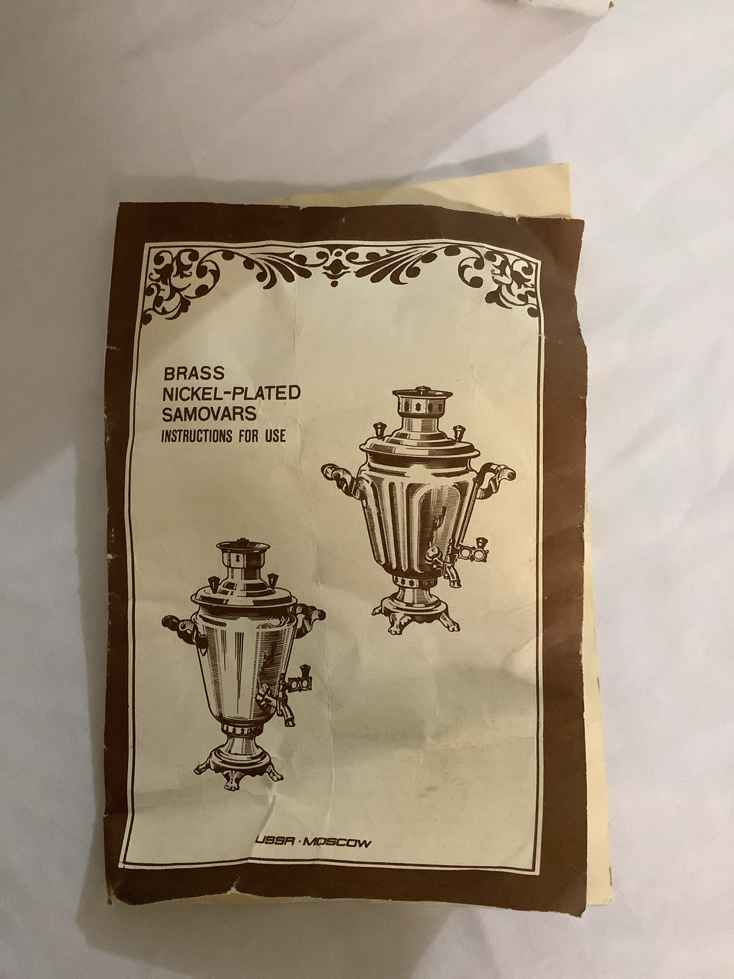 BRASS
NICKEL-PLATED
SAMOVARS
INSTRUCTIONS FOR USE
USSR · MOSCOW